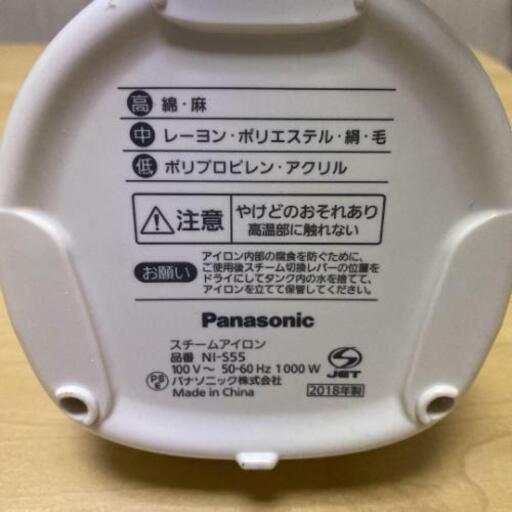 高 綿・麻
中 レーヨン・ポリエステル・絹・毛
低 ポリプロピレン・アクリル
注意
やけどのおそれあり
高温部に触れない
お願い
アイロン内部の腐食を防ぐために、
ご使用後スチーム切換レバーの位置を
ドライにしてタンク内の水を捨てて、
アイロンを立てて保管してください。
Panasonic
スチームアイロン
品番 NI-S55
100 V～ 50-60 Hz 1000 W
PSE パナソニック株式会社
Made in China
S JET
2018年製